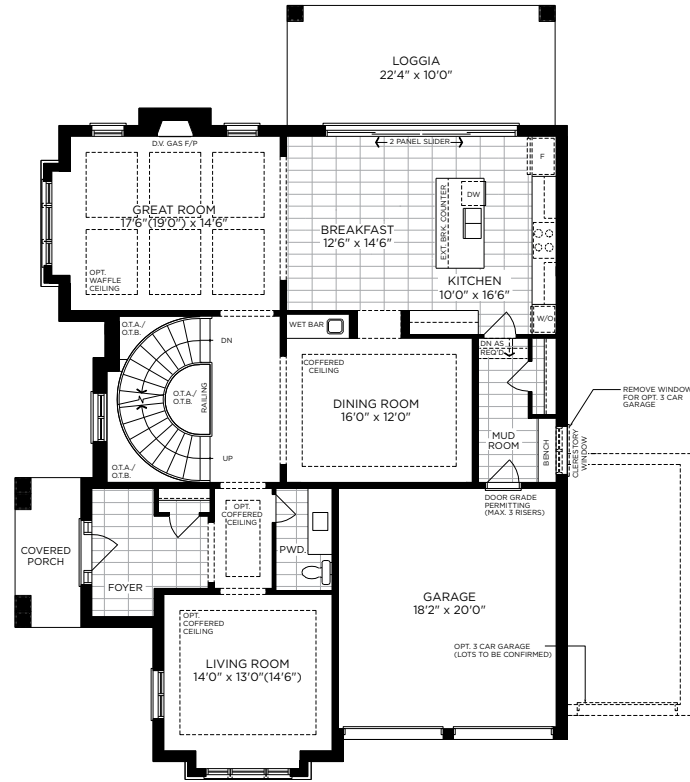 LOGGIA
22'4" x 10'0"
D.V. GAS F/P
2 PANEL SLIDER
F
GREAT ROOM
17'6"(19'0") x 14'6"
OPT.
WAFFLE
CEILING
BREAKFAST
12'6" x 14'6"
EXT. BRK. COUNTER
DW
KITCHEN
10'0" x 16'6"
W/O
O.T.A./
O.T.B.
DN
WET BAR
DN AS
REQ'D
COFFERED
CEILING
O.T.A./
O.T.B.
RAILING
DINING ROOM
16'0" x 12'0"
REMOVE WINDOW
FOR OPT. 3 CAR
GARAGE
MUD
ROOM
BENCH
CLERESTORY
WINDOW
UP
O.T.A./
O.T.B.
DOOR GRADE
PERMITTING
(MAX. 3 RISERS)
OPT.
COFFERED
CEILING
COVERED
PORCH
PWD.
FOYER
GARAGE
18'2" x 20'0"
OPT.
COFFERED
CEILING
OPT. 3 CAR GARAGE
(LOTS TO BE CONFIRMED)
LIVING ROOM
14'0" x 13'0"(14'6")